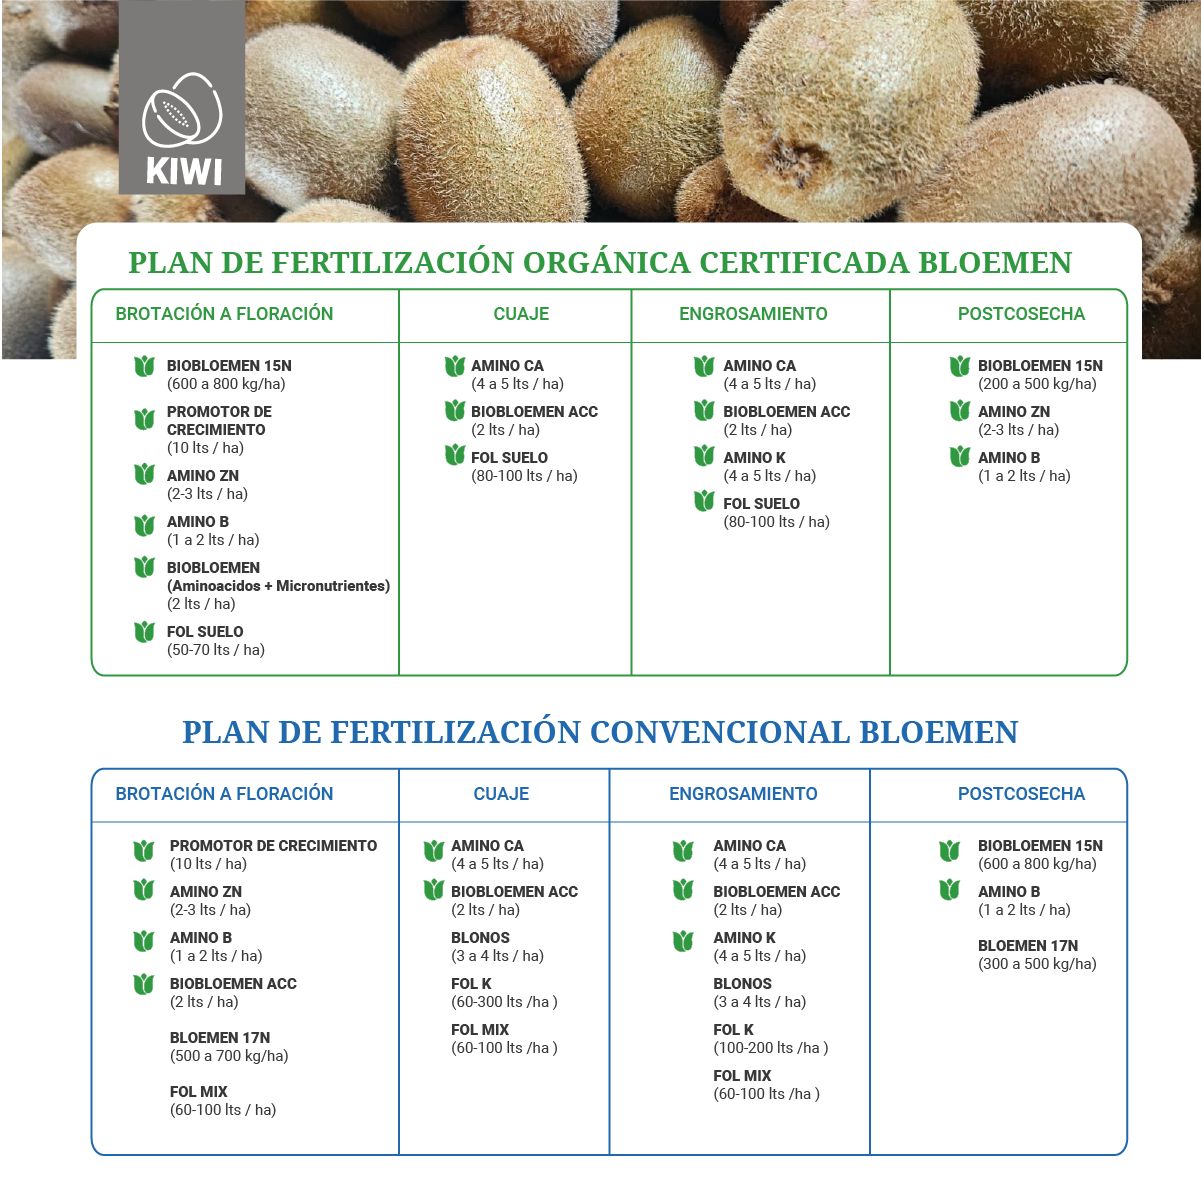 KIWI
PLAN DE FERTILIZACIÓN ORGÁNICA CERTIFICADA BLOEMEN
BROTACIÓN A FLORACIÓN
BIOBLOEMEN 15N
(600 a 800 kg/ha)
PROMOTOR DE
CRECIMIENTO
(10 lts / ha)
AMINO ZN
(2-3 lts / ha)
AMINO B
(1 a 2 lts / ha)
BIOBLOEMEN
(Aminoacidos + Micronutrientes)
(2 lts / ha)
FOL SUELO
(50-70 lts / ha)
CUAJE
AMINO CA
(4 a 5 lts / ha)
BIOBLOEMEN ACC
(2 lts / ha)
FOL SUELO
(80-100 lts / ha)
ENGROSAMIENTO
AMINO CA
(4 a 5 lts / ha)
BIOBLOEMEN ACC
(2 lts / ha)
AMINO K
(4 a 5 lts / ha)
FOL SUELO
(80-100 lts / ha)
POSTCOSECHA
BIOBLOEMEN 15N
(200 a 500 kg/ha)
AMINO ZN
(2-3 lts / ha)
AMINO B
(1 a 2 lts / ha)
PLAN DE FERTILIZACIÓN CONVENCIONAL BLOEMEN
BROTACIÓN A FLORACIÓN
PROMOTOR DE CRECIMIENTO
(10 lts / ha)
AMINO ZN
(2-3 lts / ha)
AMINO B
(1 a 2 lts / ha)
BIOBLOEMEN ACC
(2 lts / ha)
BLOEMEN 17N
(500 a 700 kg/ha)
FOL MIX
(60-100 lts / ha)
CUAJE
AMINO CA
(4 a 5 lts / ha)
BIOBLOEMEN ACC
(2 lts / ha)
BLONOS
(3 a 4 lts / ha)
FOL K
(60-300 lts /ha )
FOL MIX
(60-100 lts /ha )
ENGROSAMIENTO
AMINO CA
(4 a 5 lts / ha)
BIOBLOEMEN ACC
(2 lts / ha)
AMINO K
(4 a 5 lts / ha)
BLONOS
(3 a 4 lts / ha)
FOL K
(100-200 lts /ha )
FOL MIX
(60-100 lts /ha )
POSTCOSECHA
BIOBLOEMEN 15N
(600 a 800 kg/ha)
AMINO B
(1 a 2 lts / ha)
BLOEMEN 17N
(300 a 500 kg/ha)